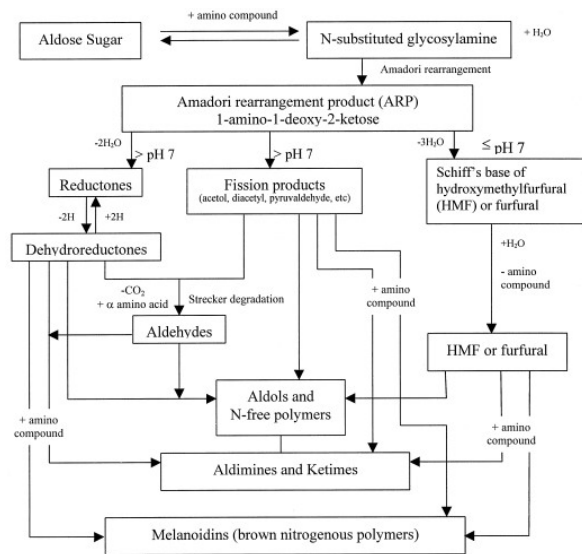 + amino compound
Aldose Sugar
N-substituted glycosylamine
+ H₂O
Amadori rearrangement
Amadori rearrangement product (ARP)
1-amino-1-deoxy-2-ketose
-2H₂O
> pH 7
> pH 7
-3H₂O
≤ pH 7
Reductones
Fission products
(acetol, diacetyl, pyruvaldehyde, etc)
Schiff's base of
hydroxymethylfurfural
(HMF) or furfural
-2H
+2H
Dehydroreductones
+H₂O
- amino
compound
-CO₂
+ α amino acid
Strecker degradation
+ amino
compound
Aldehydes
HMF or furfural
Aldols and
N-free polymers
+ amino
compound
+ amino
compound
Aldimines and Ketimes
Melanoidins (brown nitrogenous polymers)